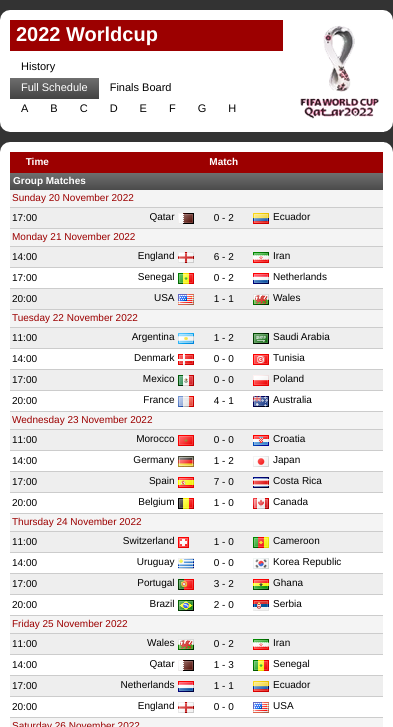 2022 Worldcup
History
Full Schedule Finals Board
A B C D E F G H
FIFA WORLD CUP
Qatar2022
Time Match
Group Matches
Sunday 20 November 2022
17:00 Qatar 0 - 2 Ecuador
Monday 21 November 2022
14:00 England 6 - 2 Iran
17:00 Senegal 0 - 2 Netherlands
20:00 USA 1 - 1 Wales
Tuesday 22 November 2022
11:00 Argentina 1 - 2 Saudi Arabia
14:00 Denmark 0 - 0 Tunisia
17:00 Mexico 0 - 0 Poland
20:00 France 4 - 1 Australia
Wednesday 23 November 2022
11:00 Morocco 0 - 0 Croatia
14:00 Germany 1 - 2 Japan
17:00 Spain 7 - 0 Costa Rica
20:00 Belgium 1 - 0 Canada
Thursday 24 November 2022
11:00 Switzerland 1 - 0 Cameroon
14:00 Uruguay 0 - 0 Korea Republic
17:00 Portugal 3 - 2 Ghana
20:00 Brazil 2 - 0 Serbia
Friday 25 November 2022
11:00 Wales 0 - 2 Iran
14:00 Qatar 1 - 3 Senegal
17:00 Netherlands 1 - 1 Ecuador
20:00 England 0 - 0 USA
Saturday 26 November 2022